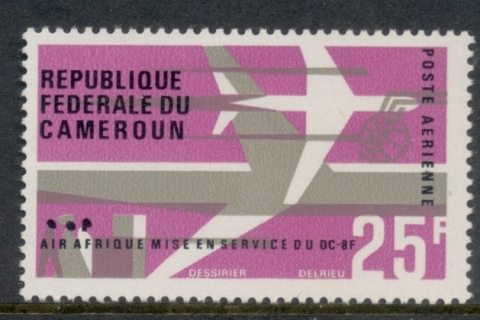 REPUBLIQUE
FEDERALE DU
CAMEROUN
POSTE AERIENNE
AIR AFRIQUE MISE EN SERVICE DU DC-8F
25F
DESSIRIER
DELRIEU